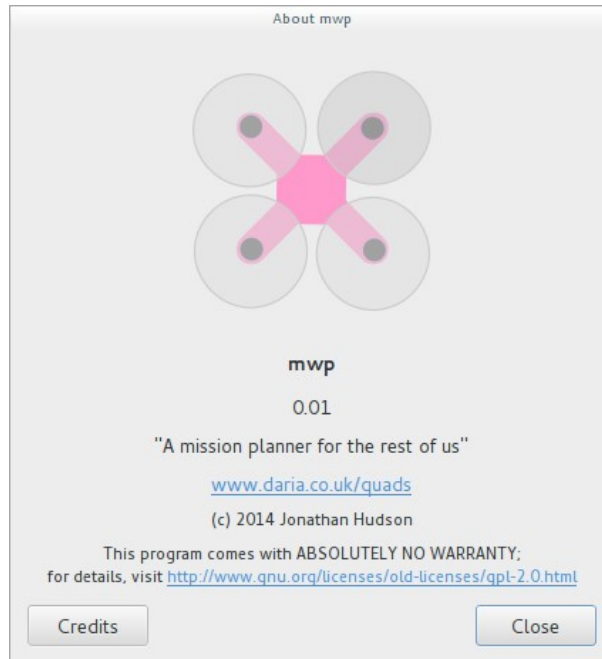 About mwp
mwp
0.01
"A mission planner for the rest of us"
www.daria.co.uk/quads
(c) 2014 Jonathan Hudson
This program comes with ABSOLUTELY NO WARRANTY;
for details, visit http://www.gnu.org/licenses/old-licenses/gpl-2.0.html
Credits
Close